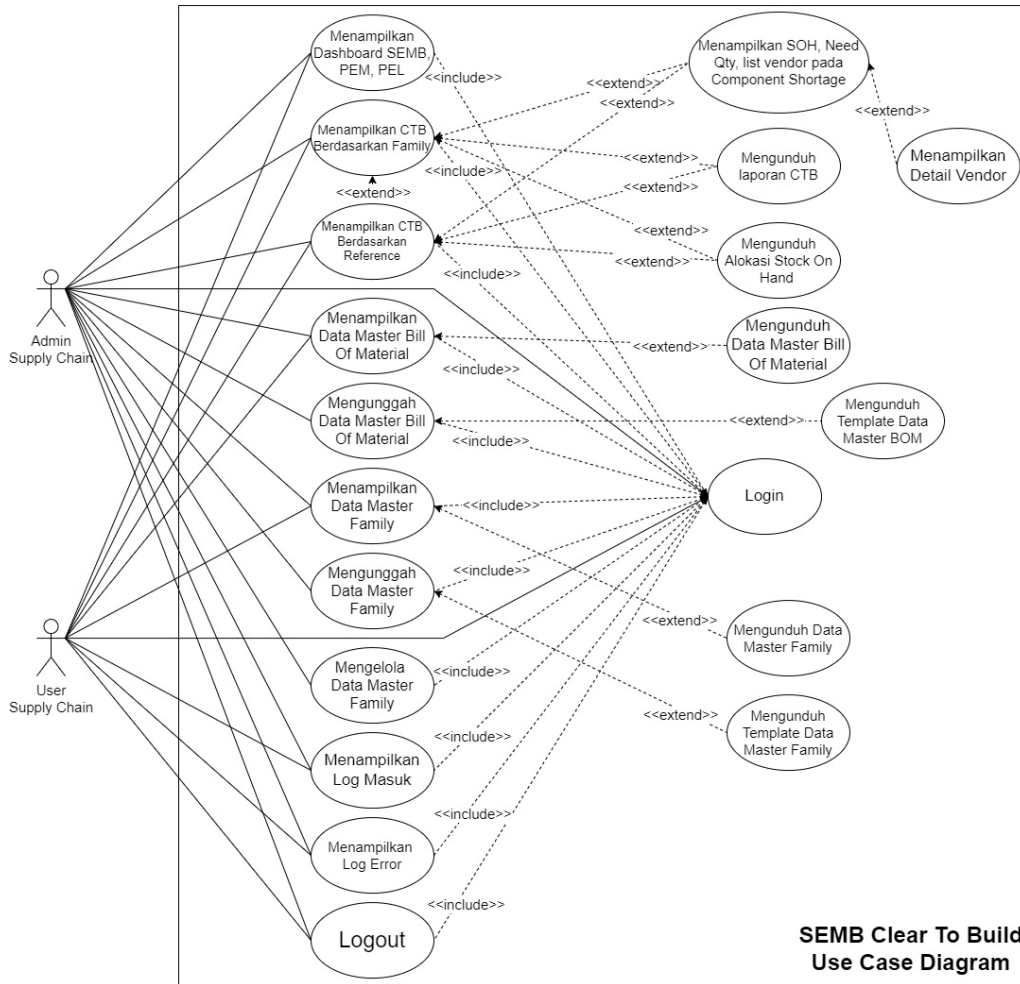 Menampilkan
Dashboard SEMB,
PEM, PEL
<<include>>
Menampilkan SOH, Need
Qty, list vendor pada
Component Shortage
<<extend>>
<<extend>>
<<extend>>
Menampilkan CTB
Berdasarkan Family
<<include>>
<<extend>>
Mengunduh
laporan CTB
<<extend>>
Menampilkan
Detail Vendor
<<extend>>
Menampilkan CTB
Berdasarkan
Reference
<<extend>>
<<extend>>
<<extend>>
Mengunduh
Alokasi Stock On
Hand
<<include>>
Admin
Supply Chain
Menampilkan
Data Master Bill
Of Material
<<extend>>
Mengunduh
Data Master Bill
Of Material
<<include>>
Mengunggah
Data Master Bill
Of Material
<<include>>
<<extend>>
Mengunduh
Template Data
Master BOM
Menampilkan
Data Master
Family
<<include>>
Login
Mengunggah
Data Master
Family
<<include>>
<<extend>>
Mengunduh Data
Master Family
User
Supply Chain
Mengelola
Data Master
Family
<<include>>
<<extend>>
Mengunduh
Template Data
Master Family
Menampilkan
Log Masuk
<<include>>
Menampilkan
Log Error
<<include>>
Logout
<<include>>
SEMB Clear To Build
Use Case Diagram